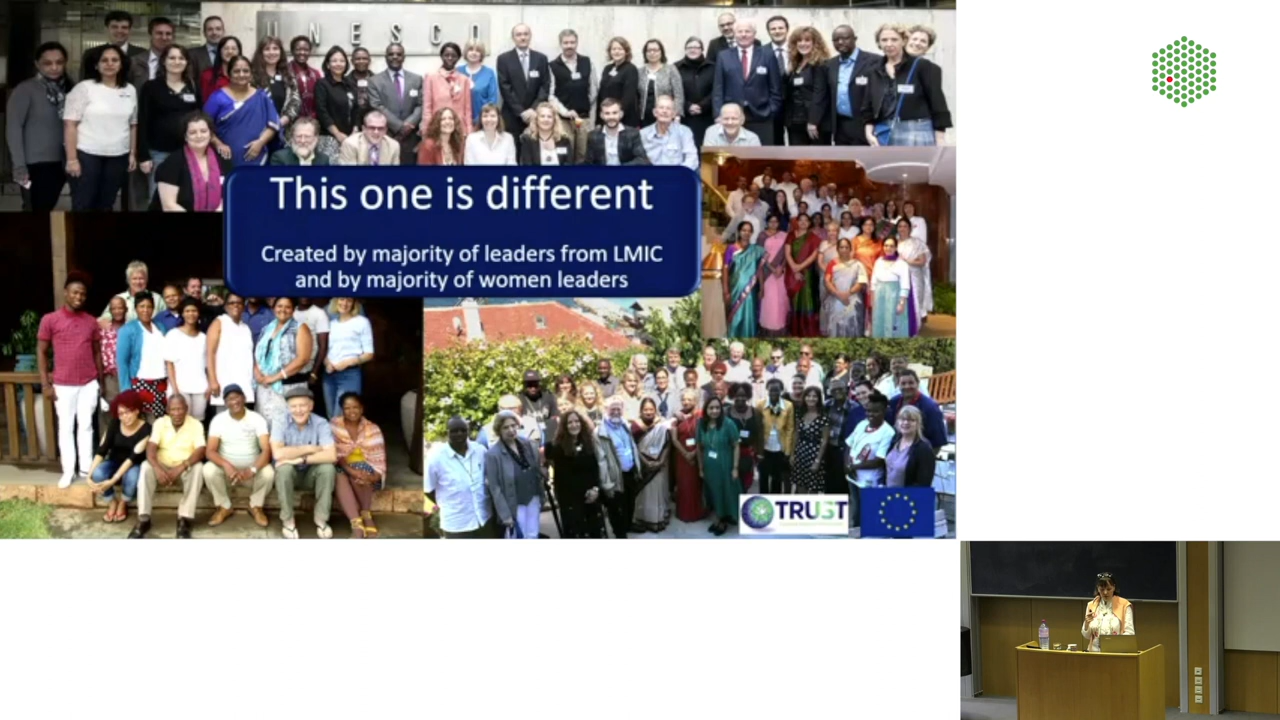 UNESCO
This one is different
Created by majority of leaders from LMIC
and by majority of women leaders
TRUST